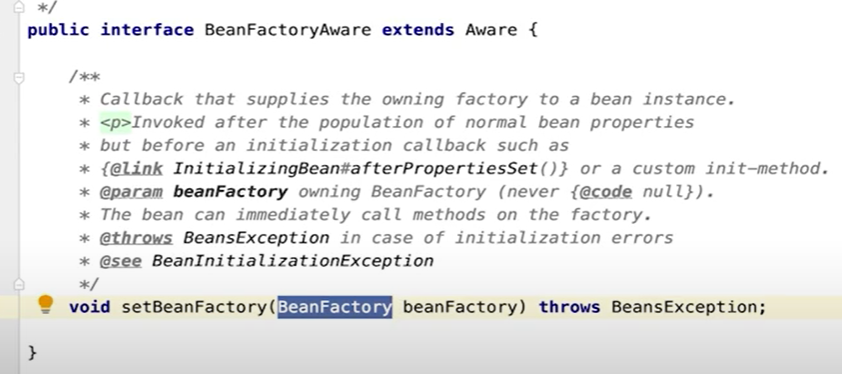 */
public interface BeanFactoryAware extends Aware {
/**
* Callback that supplies the owning factory to a bean instance.
* <p>Invoked after the population of normal bean properties
* but before an initialization callback such as
* {@link InitializingBean#afterPropertiesSet()} or a custom init-method.
* @param beanFactory owning BeanFactory (never {@code null}).
* The bean can immediately call methods on the factory.
* @throws BeansException in case of initialization errors
* @see BeanInitializationException
*/
void setBeanFactory(BeanFactory beanFactory) throws BeansException;
}